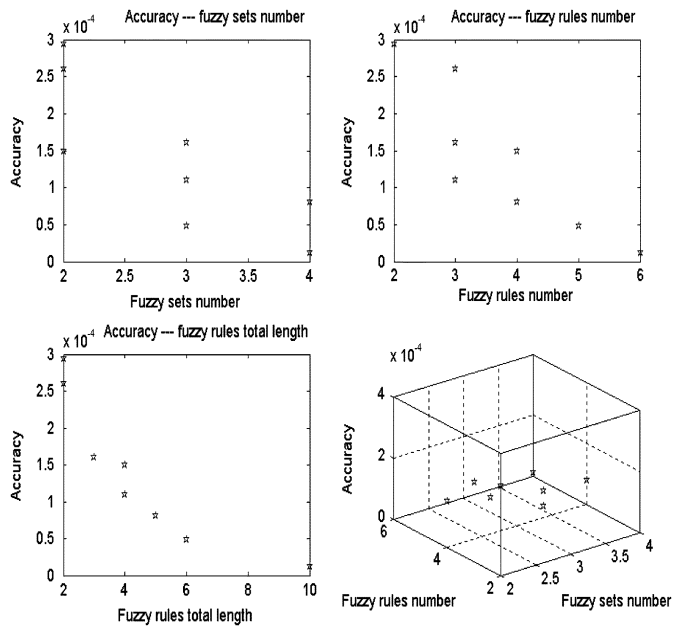 Accuracy --- fuzzy sets number
x 10-4
3
2.5
2
1.5
1
0.5
0
2
2.5
3
3.5
4
Accuracy
Fuzzy sets number
Accuracy --- fuzzy rules number
x 10-4
3
2.5
2
1.5
1
0.5
0
2
3
4
5
6
Accuracy
Fuzzy rules number
Accuracy --- fuzzy rules total length
x 10-4
3
2.5
2
1.5
1
0.5
0
2
4
6
8
10
Accuracy
Fuzzy rules total length
x 10-4
4
2
0
Accuracy
6
4
2
2
2.5
3
3.5
4
Fuzzy rules number
Fuzzy sets number